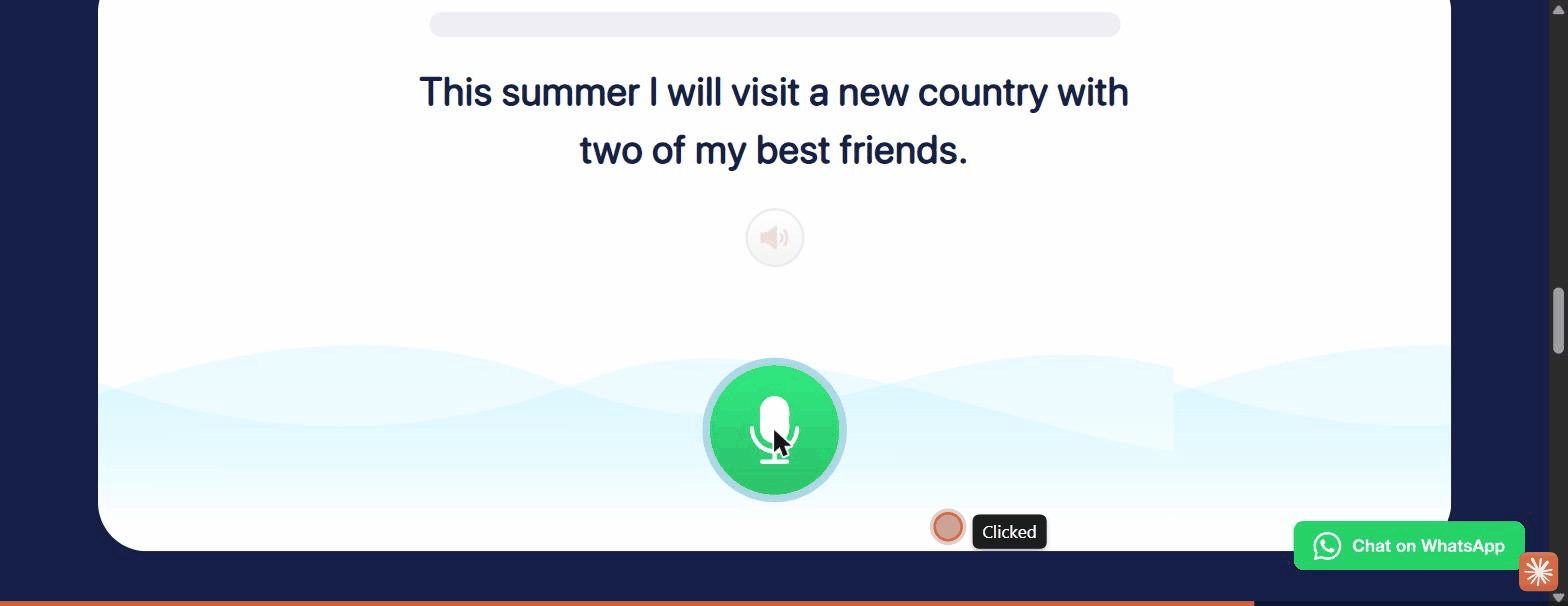 This summer I will visit a new country with
two of my best friends.
Clicked
Chat on WhatsApp